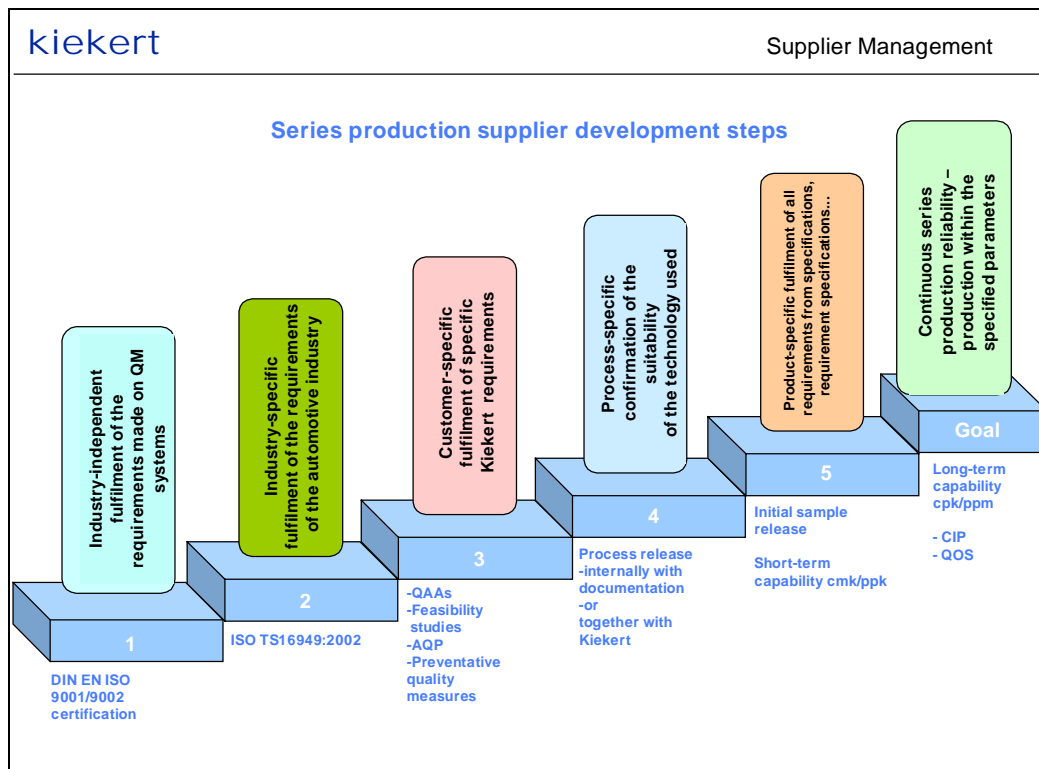 kiekert
Supplier Management
Series production supplier development steps
Industry-independent
fulfilment of the
requirements made on QM
systems
1
DIN EN ISO
9001/9002
certification
Industry-specific
fulfilment of the requirements
of the automotive industry
2
ISO TS16949:2002
Customer-specific
fulfilment of specific
Kiekert requirements
3
-QAAs
-Feasibility
studies
-AQP
-Preventative
quality
measures
Process-specific
confirmation of the
suitability
of the technology used
4
Process release
-internally with
documentation
-or
together with
Kiekert
Product-specific fulfilment of all
requirements from specifications,
requirement specifications...
5
Initial sample
release
Short-term
capability cmk/ppk
Continuous series
production reliability –
production within the
specified parameters
Goal
Long-term
capability
cpk/ppm
- CIP
- QOS